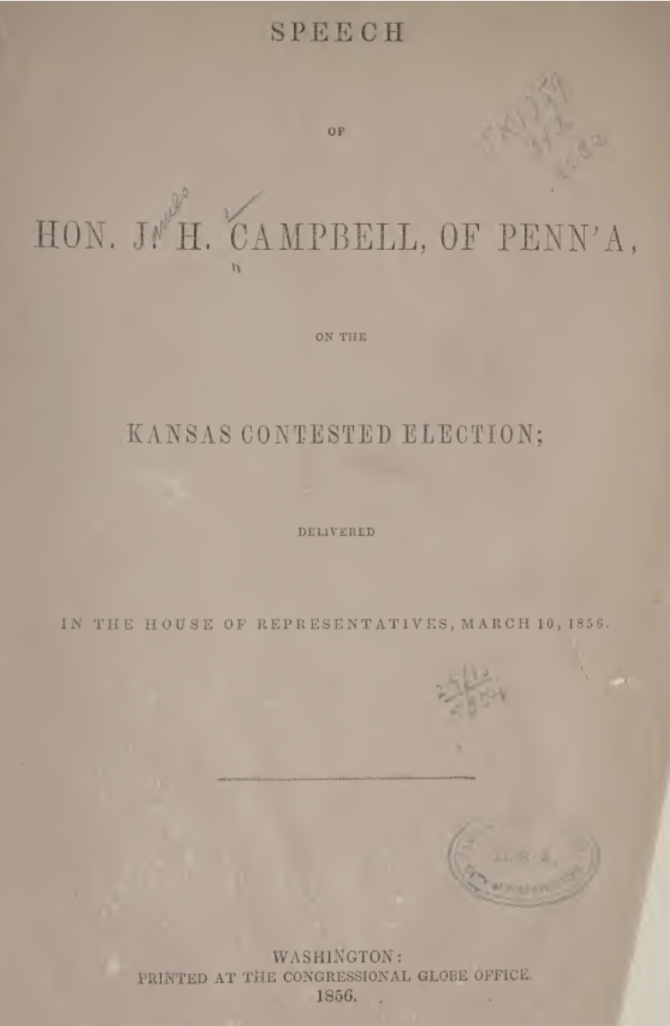 SPEECH
OF
HON. J. H. CAMPBELL, OF PENN'A,
ames
ON THE
KANSAS CONTESTED ELECTION;
DELIVERED
IN THE HOUSE OF REPRESENTATIVES, MARCH 10, 1856.
WASHINGTON:
PRINTED AT THE CONGRESSIONAL GLOBE OFFICE.
1856.